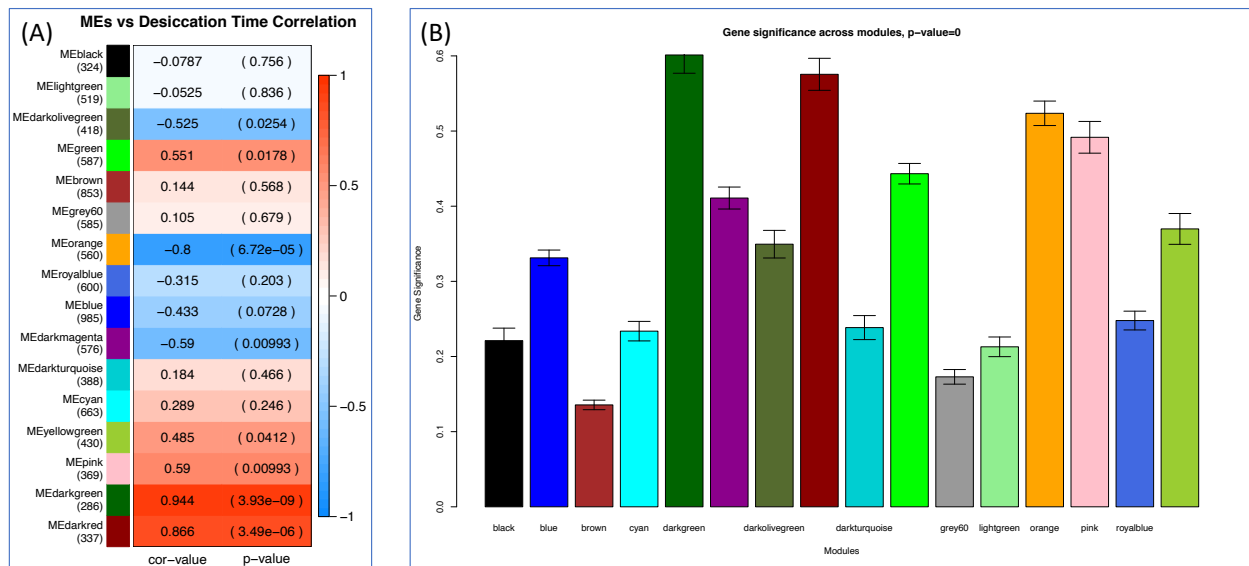 (A)
MEs vs Desiccation Time Correlation
MEblack
(324)
−0.0787
( 0.756 )
MElightgreen
(519)
−0.0525
( 0.836 )
MEdarkolivegreen
(418)
−0.525
( 0.0254 )
MEgreen
(587)
0.551
( 0.0178 )
MEbrown
(853)
0.144
( 0.568 )
MEgrey60
(585)
0.105
( 0.679 )
MEorange
(560)
−0.8
( 6.72e−05 )
MEroyalblue
(600)
−0.315
( 0.203 )
MEblue
(985)
−0.433
( 0.0728 )
MEdarkmagenta
(576)
−0.59
( 0.00993 )
MEdarkturquoise
(388)
0.184
( 0.466 )
MEcyan
(663)
0.289
( 0.246 )
MEyellowgreen
(430)
0.485
( 0.0412 )
MEpink
(369)
0.59
( 0.00993 )
MEdarkgreen
(286)
0.944
( 3.93e−09 )
MEdarkred
(337)
0.866
( 3.49e−06 )
cor−value
p−value
1
0.5
0
−0.5
−1
(B)
Gene significance across modules, p−value=0
Gene Significance
0.6
0.5
0.4
0.3
0.2
0.1
0.0
black
blue
brown
cyan
darkgreen
darkolivegreen
darkturquoise
grey60
lightgreen
orange
pink
royalblue
Modules